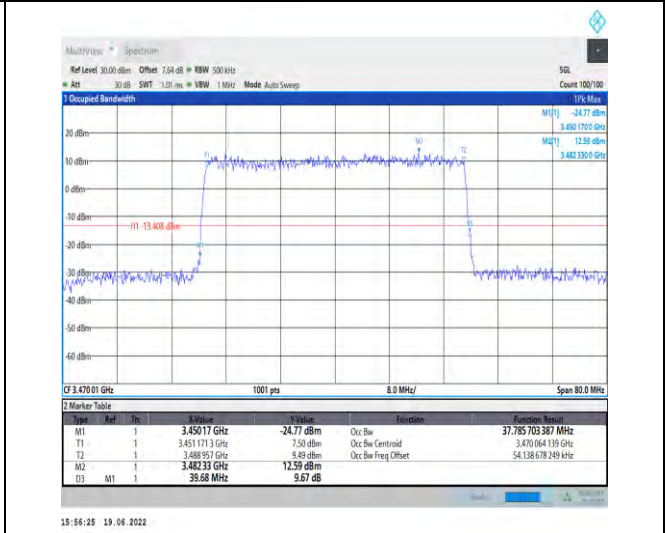 MultiView Spectrum
Ref Level 30.00 dBm Offset 7.64 dB RBW 500 kHz SGL
Att 30 dB SWT 1.01 ms VBW 1 MHz Mode Auto Sweep Count 100/100
1 Occupied Bandwidth 1Pk Max
M1[1] -24.77 dBm
3.450 170 0 GHz
12.59 dBm
3.482 330 0 GHz
20 dBm
10 dBm
0 dBm
-10 dBm
H1 -13.408 dBm
-20 dBm
-30 dBm
-40 dBm
-50 dBm
-60 dBm
T1
M2
T2
CF 3.470 01 GHz 1001 pts 8.0 MHz/ Span 80.0 MHz
2 Marker Table
Type Ref Trc X-Value Y-Value Function Function Result
M1 1 3.450 17 GHz -24.77 dBm Occ Bw 37.785 703 387 MHz
T1 1 3.451 171 3 GHz 7.50 dBm Occ Bw Centroid 3.470 064 139 GHz
T2 1 3.488 957 GHz 9.49 dBm Occ Bw Freq Offset 54.138 678 249 kHz
M2 1 3.482 33 GHz 12.59 dBm
D3 M1 1 39.68 MHz 9.67 dB
15:56:25 19.06.2022